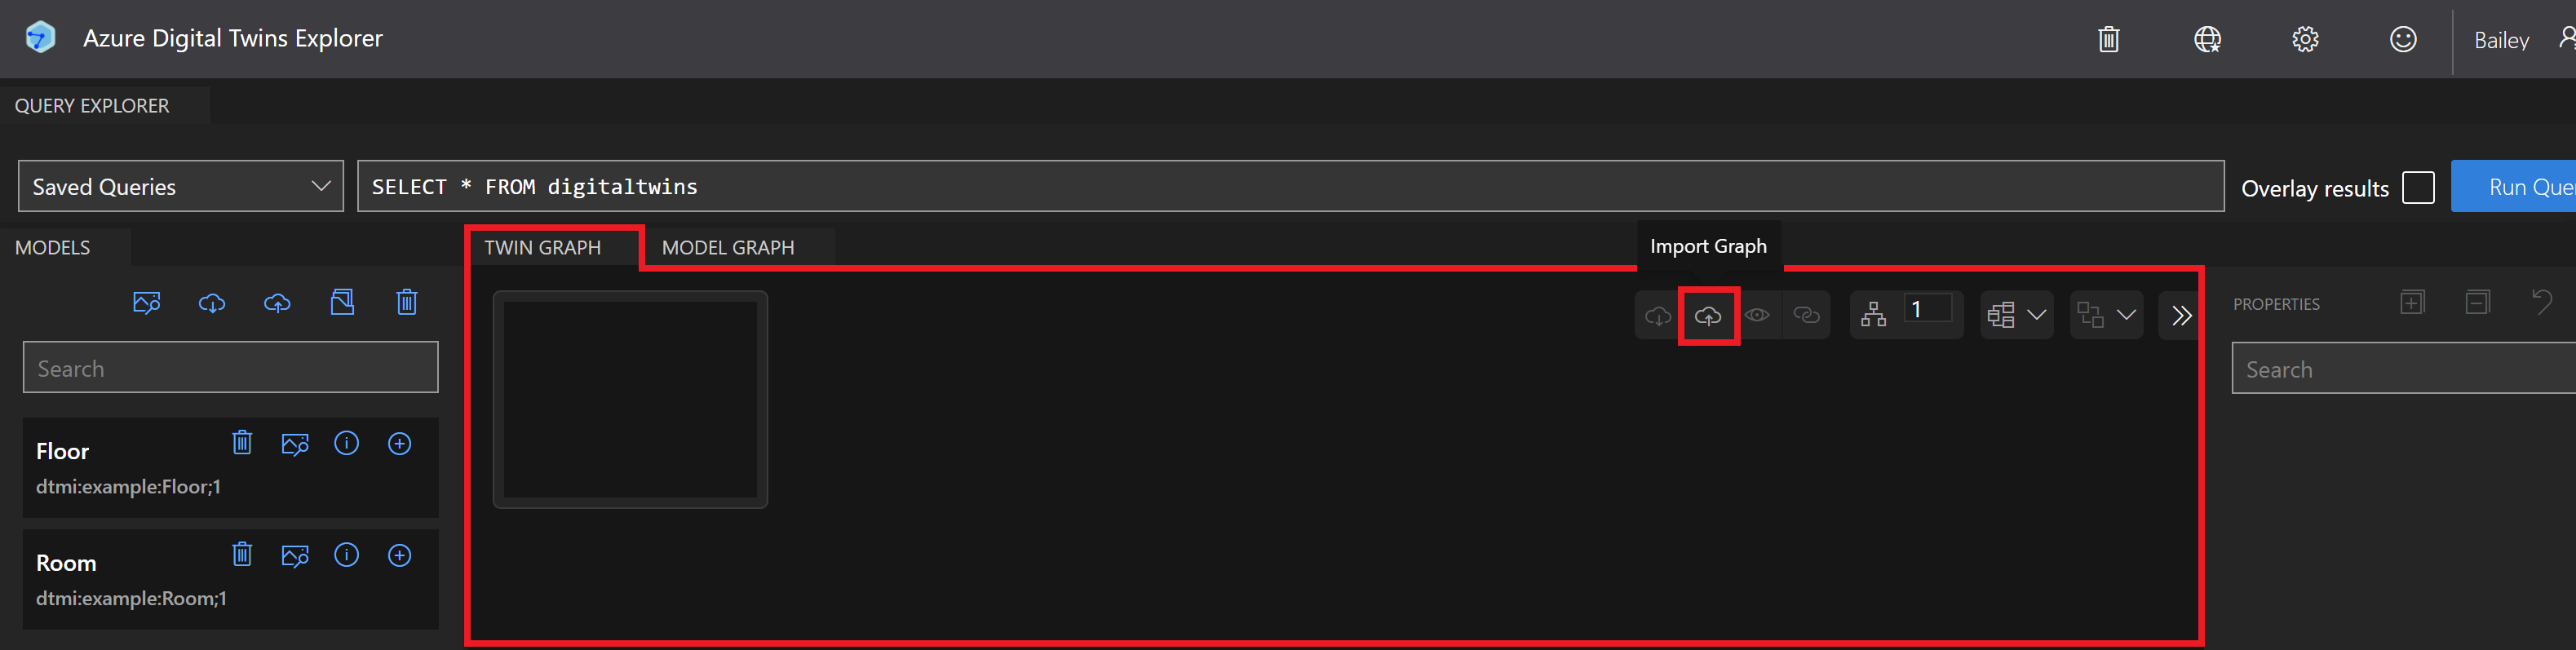 Azure Digital Twins Explorer
Bailey
QUERY EXPLORER
Saved Queries
SELECT * FROM digitaltwins
Overlay results
Run Que
MODELS
TWIN GRAPH
MODEL GRAPH
Import Graph
1
PROPERTIES
Search
Search
Floor
dtmi:example:Floor;1
Room
dtmi:example:Room;1